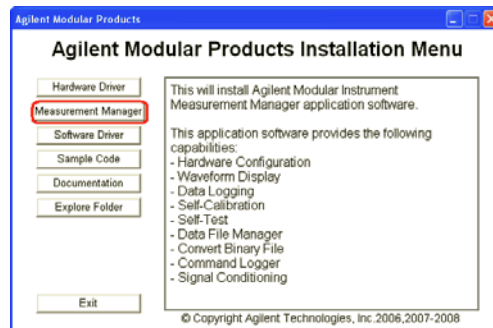 Agilent Modular Products
Agilent Modular Products Installation Menu
Hardware Driver
Measurement Manager
Software Driver
Sample Code
Documentation
Explore Folder
Exit
This will install Agilent Modular Instrument
Measurement Manager application software.
This application software provides the following
capabilities:
- Hardware Configuration
- Waveform Display
- Data Logging
- Self-Calibration
- Self-Test
- Data File Manager
- Convert Binary File
- Command Logger
- Signal Conditioning
© Copyright Agilent Technologies, Inc.2006,2007-2008